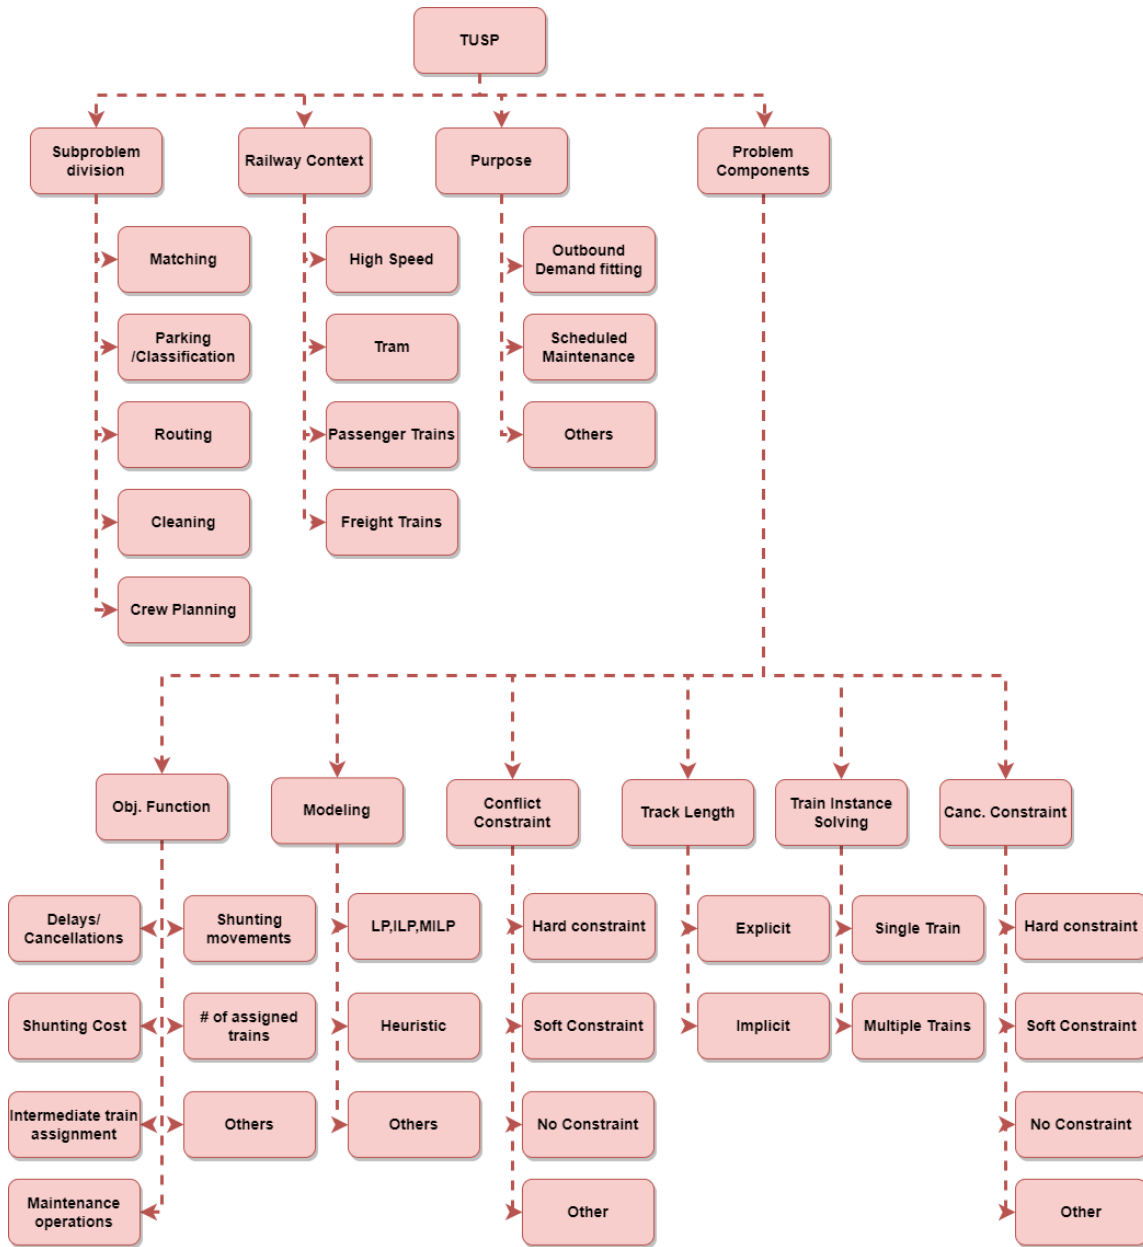 TUSP
Subproblem
division
Railway Context
Purpose
Problem
Components
Matching
High Speed
Outbound
Demand fitting
Parking
/Classification
Tram
Scheduled
Maintenance
Routing
Passenger Trains
Others
Cleaning
Freight Trains
Crew Planning
Obj. Function
Modeling
Conflict
Constraint
Track Length
Train Instance
Solving
Canc. Constraint
Delays/
Cancellations
Shunting
movements
LP,ILP,MILP
Hard constraint
Explicit
Single Train
Hard constraint
Shunting Cost
# of assigned
trains
Heuristic
Soft Constraint
Implicit
Multiple Trains
Soft Constraint
Intermediate train
assignment
Others
Others
No Constraint
No Constraint
Maintenance
operations
Other
Other